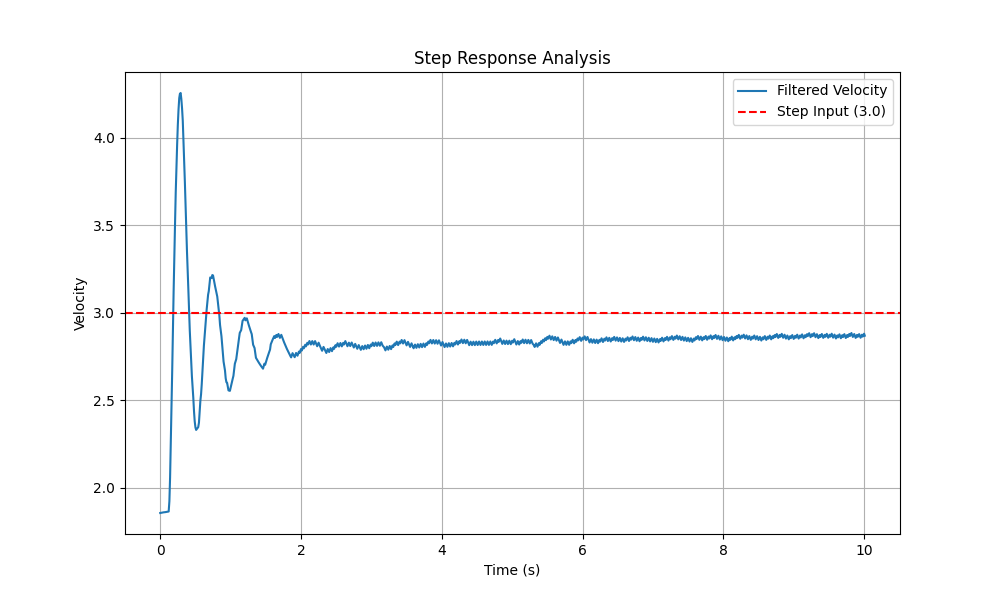 Step Response Analysis
Filtered Velocity
Step Input (3.0)
Velocity
4.0
3.5
3.0
2.5
2.0
0 2 4 6 8 10
Time (s)